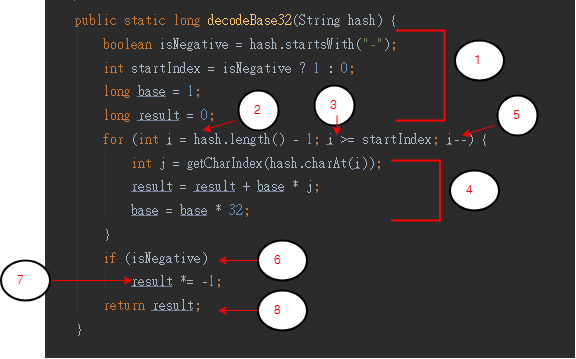 public static long decodeBase32(String hash) {
boolean isNegative = hash.startsWith("-");
int startIndex = isNegative ? 1 : 0;
long base = 1;
long result = 0;
for (int i = hash.length() - 1; i >= startIndex; i--) {
int j = getCharIndex(hash.charAt(i));
result = result + base * j;
base = base * 32;
}
if (isNegative)
result *= -1;
return result;
}
1
2
3
5
4
6
7
8